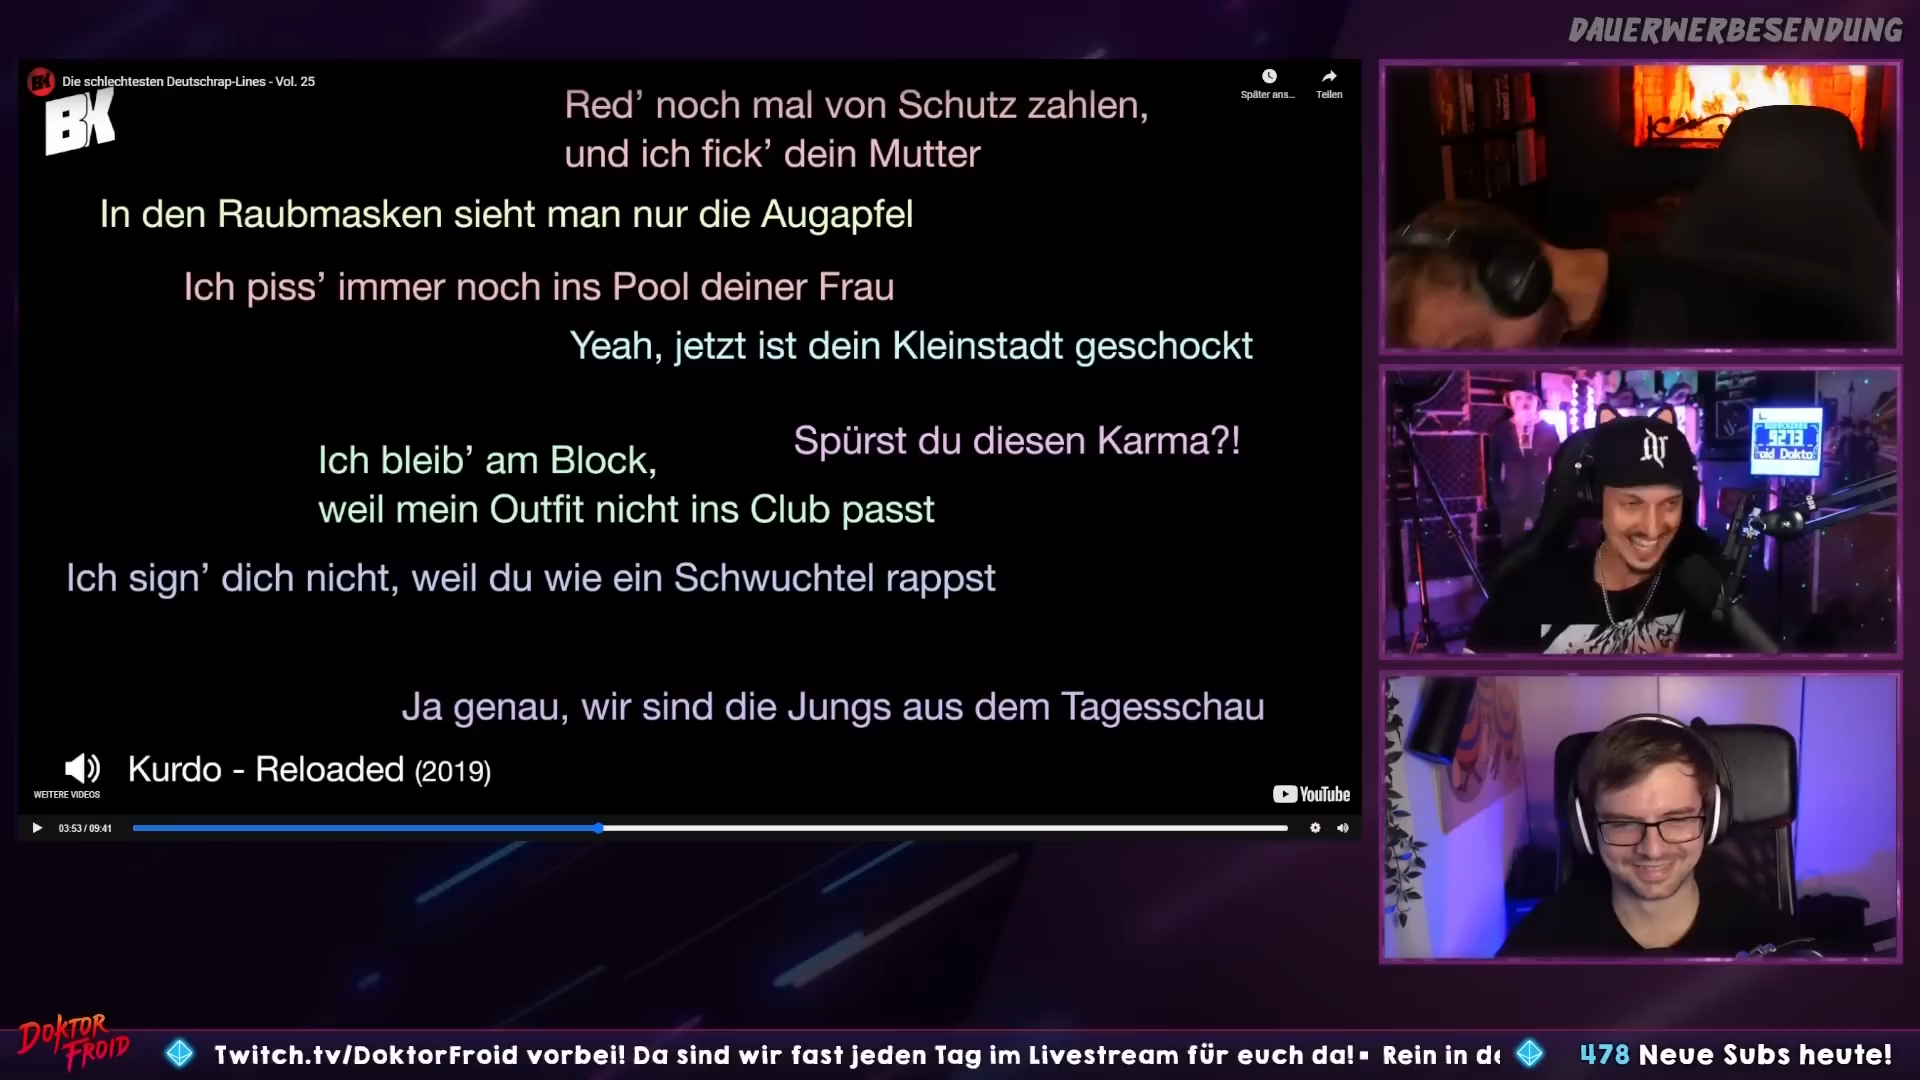 DAUERWERBESENDUNG
BK
Die schlechtesten Deutschrap-Lines - Vol. 25
Später ans...
Teilen
BK
Red’ noch mal von Schutz zahlen,
und ich fick’ dein Mutter
In den Raubmasken sieht man nur die Augapfel
Ich piss’ immer noch ins Pool deiner Frau
Yeah, jetzt ist dein Kleinstadt geschockt
Spürst du diesen Karma?!
Ich bleib’ am Block,
weil mein Outfit nicht ins Club passt
Ich sign’ dich nicht, weil du wie ein Schwuchtel rappst
Ja genau, wir sind die Jungs aus dem Tagesschau
Kurdo - Reloaded (2019)
WEITERE VIDEOS
YouTube
03:53 / 09:41
9273
oid Dokto
DOKTOR
FROID
Twitch.tv/DoktorFroid vorbei! Da sind wir fast jeden Tag im Livestream für euch da! ▪ Rein in de
478 Neue Subs heute!